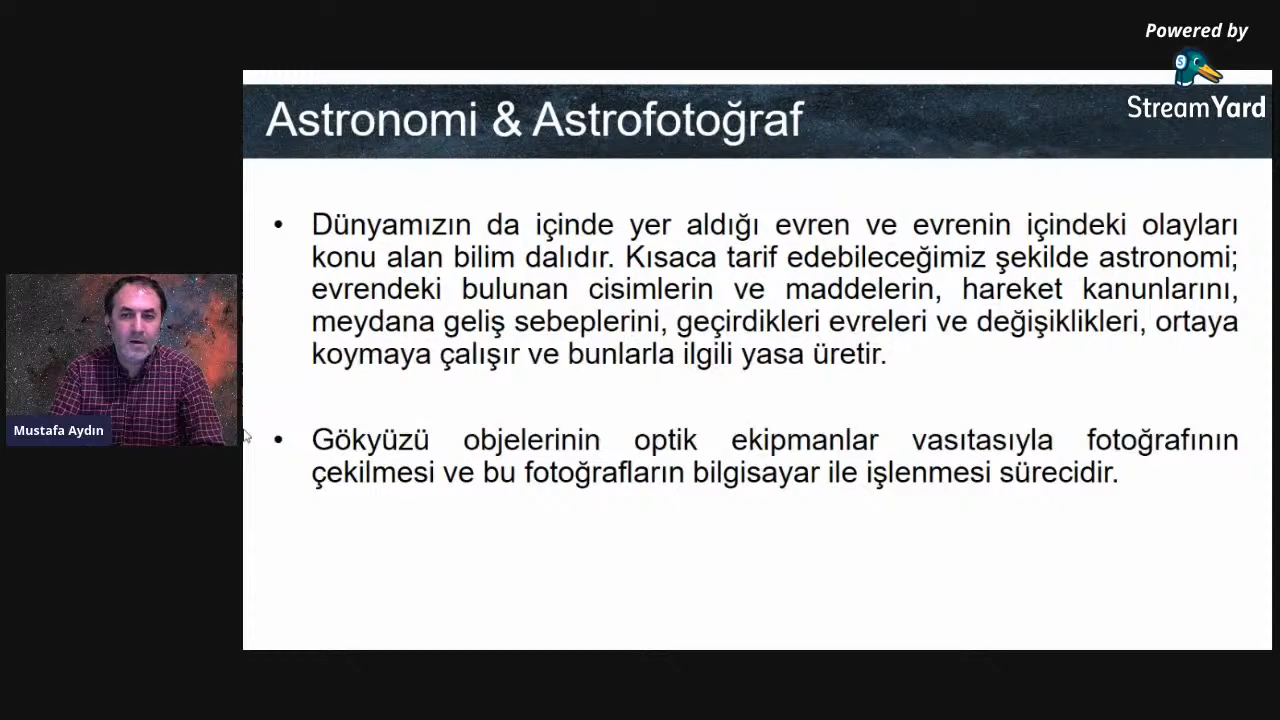 Powered by
StreamYard
Astronomi & Astrofotoğraf
• Dünyamızın da içinde yer aldığı evren ve evrenin içindeki olayları
konu alan bilim dalıdır. Kısaca tarif edebileceğimiz şekilde astronomi;
evrendeki bulunan cisimlerin ve maddelerin, hareket kanunlarını,
meydana geliş sebeplerini, geçirdikleri evreleri ve değişiklikleri, ortaya
koymaya çalışır ve bunlarla ilgili yasa üretir.
• Gökyüzü objelerinin optik ekipmanlar vasıtasıyla fotoğrafının
çekilmesi ve bu fotoğrafların bilgisayar ile işlenmesi sürecidir.
Mustafa Aydın